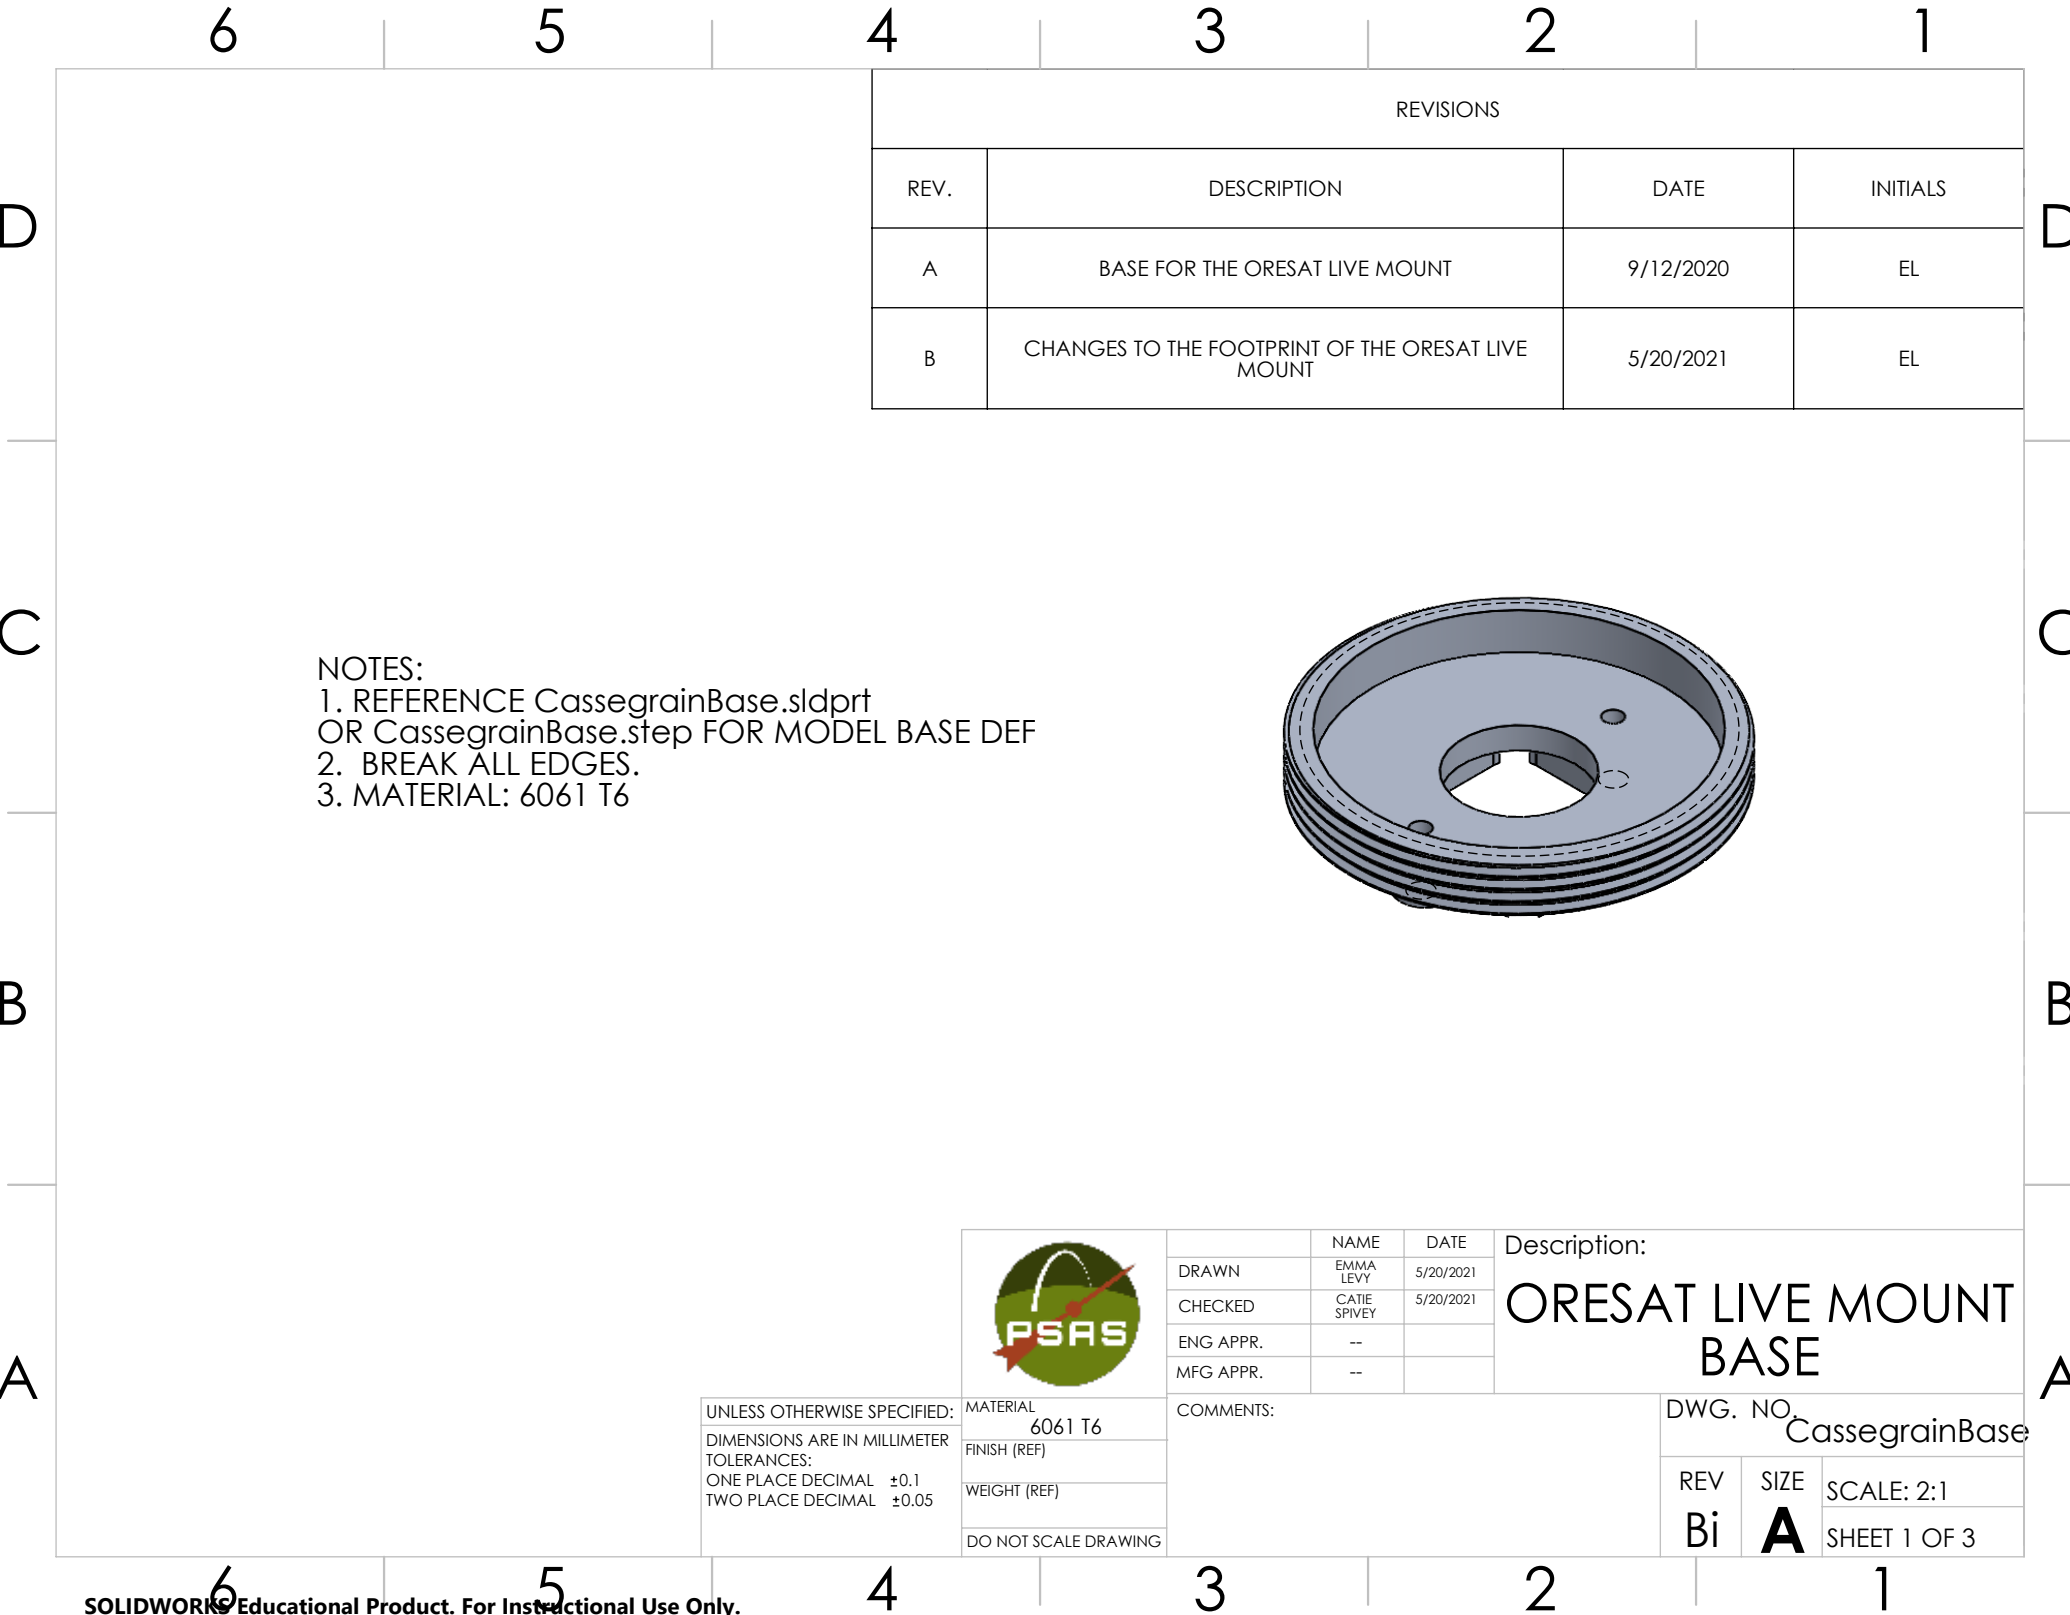 6 5 4 3 2 1
REVISIONS
REV. DESCRIPTION DATE INITIALS
D D
A BASE FOR THE ORESAT LIVE MOUNT 9/12/2020 EL
B CHANGES TO THE FOOTPRINT OF THE ORESAT LIVE 5/20/2021 EL
MOUNT
C C
NOTES:
1. REFERENCE CassegrainBase.sldprt
OR CassegrainBase.step FOR MODEL BASE DEF
2. BREAK ALL EDGES.
3. MATERIAL: 6061 T6
B B
PSAS
NAME DATE
DRAWN EMMA LEVY 5/20/2021
CHECKED CATIE SPIVEY 5/20/2021
ENG APPR. --
MFG APPR. --
Description:
ORESAT LIVE MOUNT
BASE
A A
UNLESS OTHERWISE SPECIFIED:
DIMENSIONS ARE IN MILLIMETER
TOLERANCES:
ONE PLACE DECIMAL ±0.1
TWO PLACE DECIMAL ±0.05
MATERIAL
6061 T6
FINISH (REF)
WEIGHT (REF)
DO NOT SCALE DRAWING
COMMENTS:
DWG. NO.
CassegrainBase
REV SIZE SCALE: 2:1
Bi A SHEET 1 OF 3
6 5 4 3 2 1
SOLIDWORKS Educational Product. For Instructional Use Only.